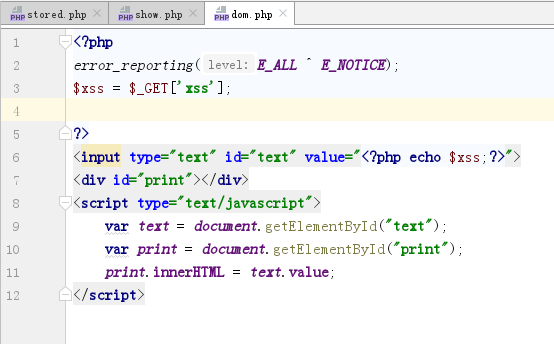 stored.php show.php dom.php
1 <?php
2 error_reporting( level: E_ALL ^ E_NOTICE);
3 $xss = $_GET['xss'];
4
5 ?>
6 <input type="text" id="text" value="<?php echo $xss;?>">
7 <div id="print"></div>
8 <script type="text/javascript">
9 var text = document.getElementById("text");
10 var print = document.getElementById("print");
11 print.innerHTML = text.value;
12 </script>